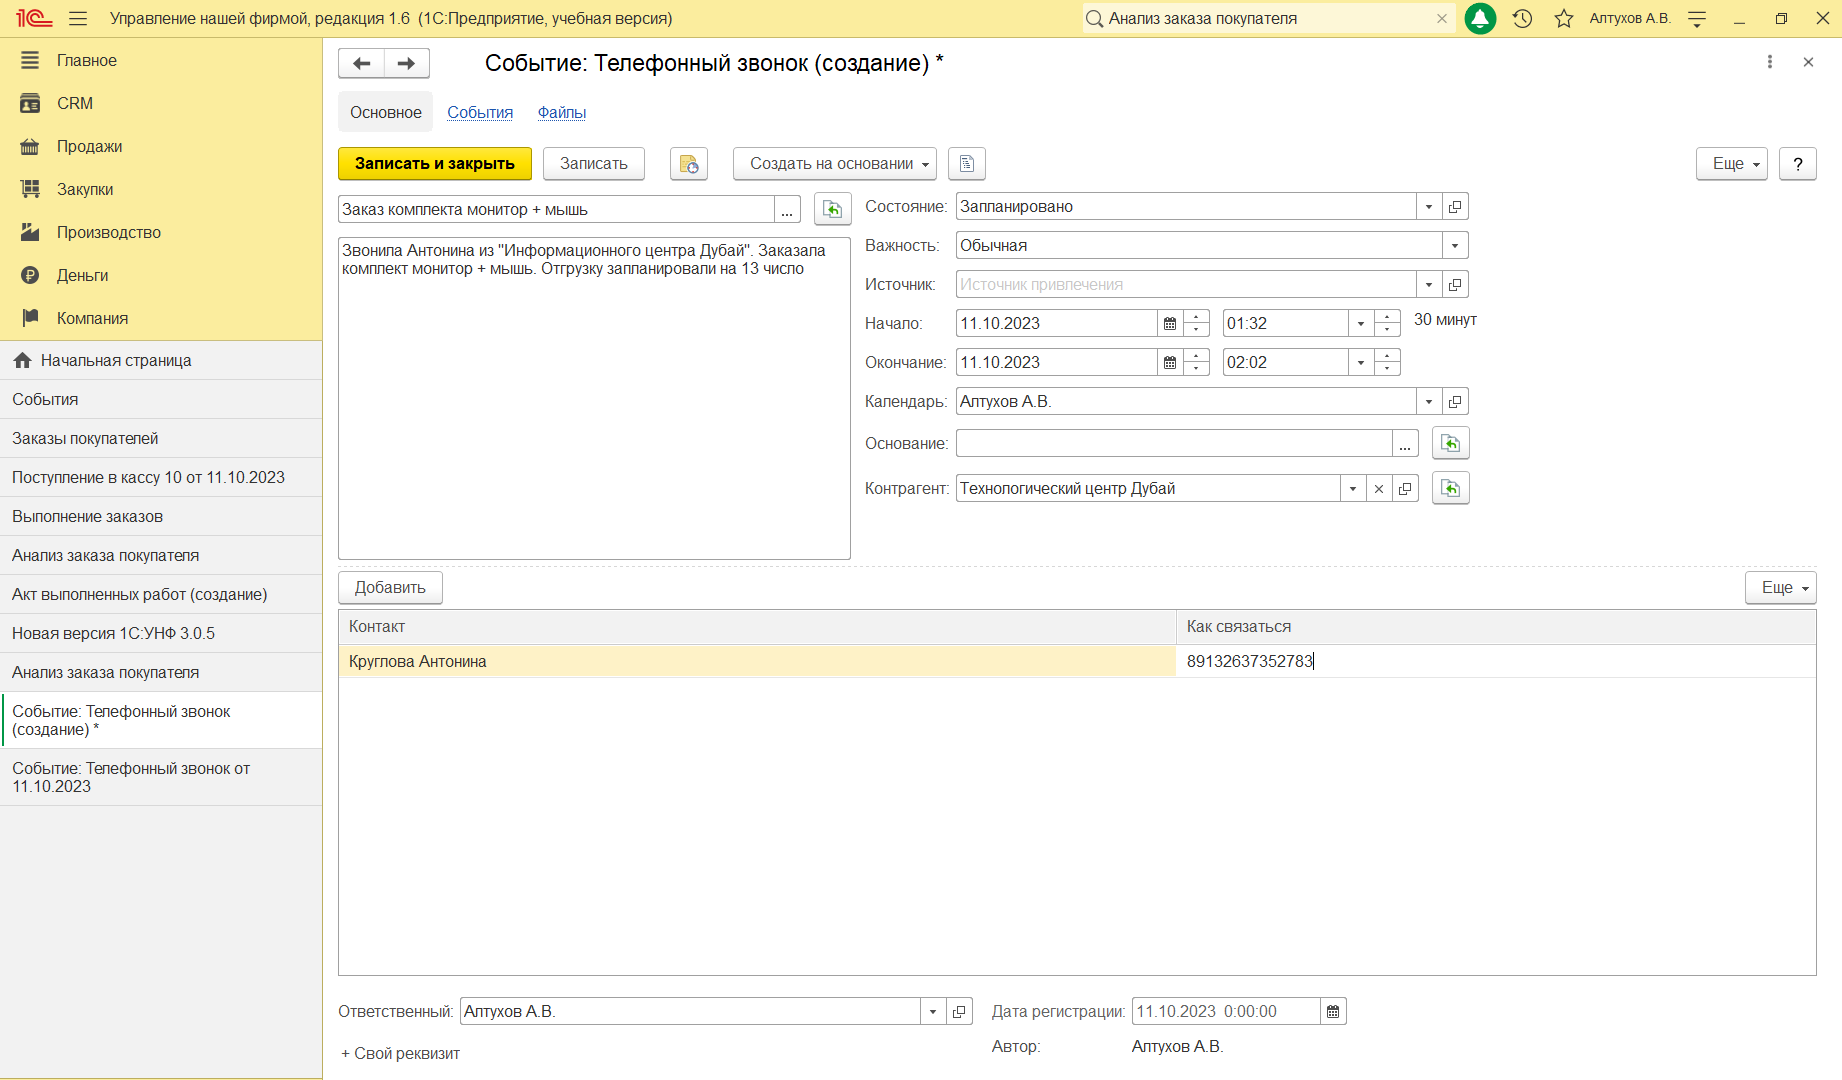 Управление нашей фирмой, редакция 1.6 (1С:Предприятие, учебная версия)
Анализ заказа покупателя
Алтухов А.В.
Главное
CRM
Продажи
Закупки
Производство
Деньги
Компания
Начальная страница
События
Заказы покупателей
Поступление в кассу 10 от 11.10.2023
Выполнение заказов
Анализ заказа покупателя
Акт выполненных работ (создание)
Новая версия 1С:УНФ 3.0.5
Анализ заказа покупателя
Событие: Телефонный звонок
(создание) *
Событие: Телефонный звонок от
11.10.2023
Событие: Телефонный звонок (создание) *
Основное События Файлы
Записать и закрыть Записать Создать на основании Еще ?
Заказ комплекта монитор + мышь ...
Звонила Антонина из "Информационного центра Дубай". Заказала
комплект монитор + мышь. Отгрузку запланировали на 13 число
Состояние: Запланировано
Важность: Обычная
Источник: Источник привлечения
Начало: 11.10.2023 01:32 30 минут
Окончание: 11.10.2023 02:02
Календарь: Алтухов А.В.
Основание: ...
Контрагент: Технологический центр Дубай
Добавить Еще
Контакт Как связаться
Круглова Антонина 89132637352783
Ответственный: Алтухов А.В. Дата регистрации: 11.10.2023 0:00:00
+ Свой реквизит Автор: Алтухов А.В.